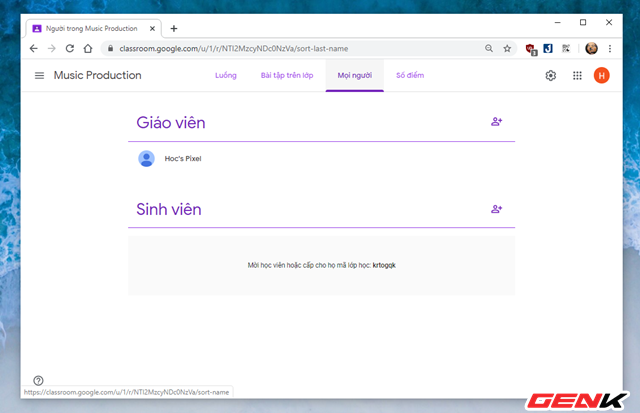 Người trong Music Production
classroom.google.com/u/1/r/NTI2MzcyNDc0NzVa/sort-last-name
3
Music Production
Luồng
Bài tập trên lớp
Mọi người
Số điểm
H
Giáo viên
Hoc's Pixel
Sinh viên
Mời học viên hoặc cấp cho họ mã lớp học: krtogqk
https://classroom.google.com/u/1/r/NTI2MzcyNDc0NzVa/sort-name
GENK